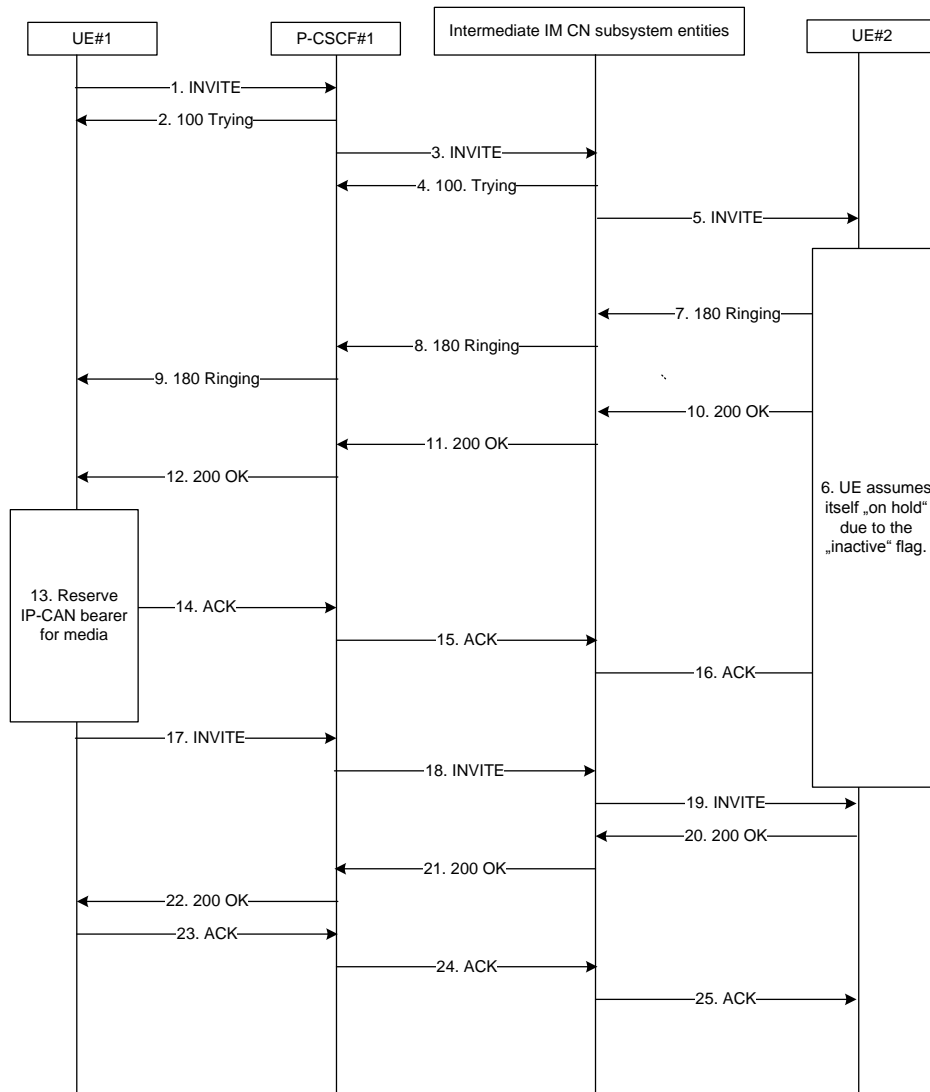 UE#1
P-CSCF#1
Intermediate IM CN subsystem entities
UE#2
1. INVITE
2. 100 Trying
3. INVITE
4. 100. Trying
5. INVITE
7. 180 Ringing
8. 180 Ringing
9. 180 Ringing
10. 200 OK
11. 200 OK
12. 200 OK
6. UE assumes
itself „on hold“
due to the
„inactive“ flag.
13. Reserve
IP-CAN bearer
for media
14. ACK
15. ACK
16. ACK
17. INVITE
18. INVITE
19. INVITE
20. 200 OK
21. 200 OK
22. 200 OK
23. ACK
24. ACK
25. ACK